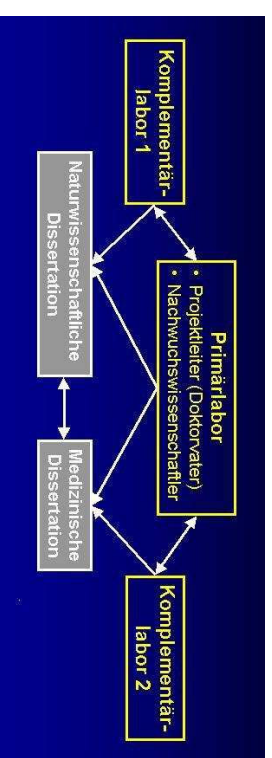 Primärlabor
• Projektleiter (Doktorvater)
• Nachwuchswissenschaftler
Komplementär-
labor 1
Komplementär-
labor 2
Naturwissenschaftliche
Dissertation
Medizinische
Dissertation